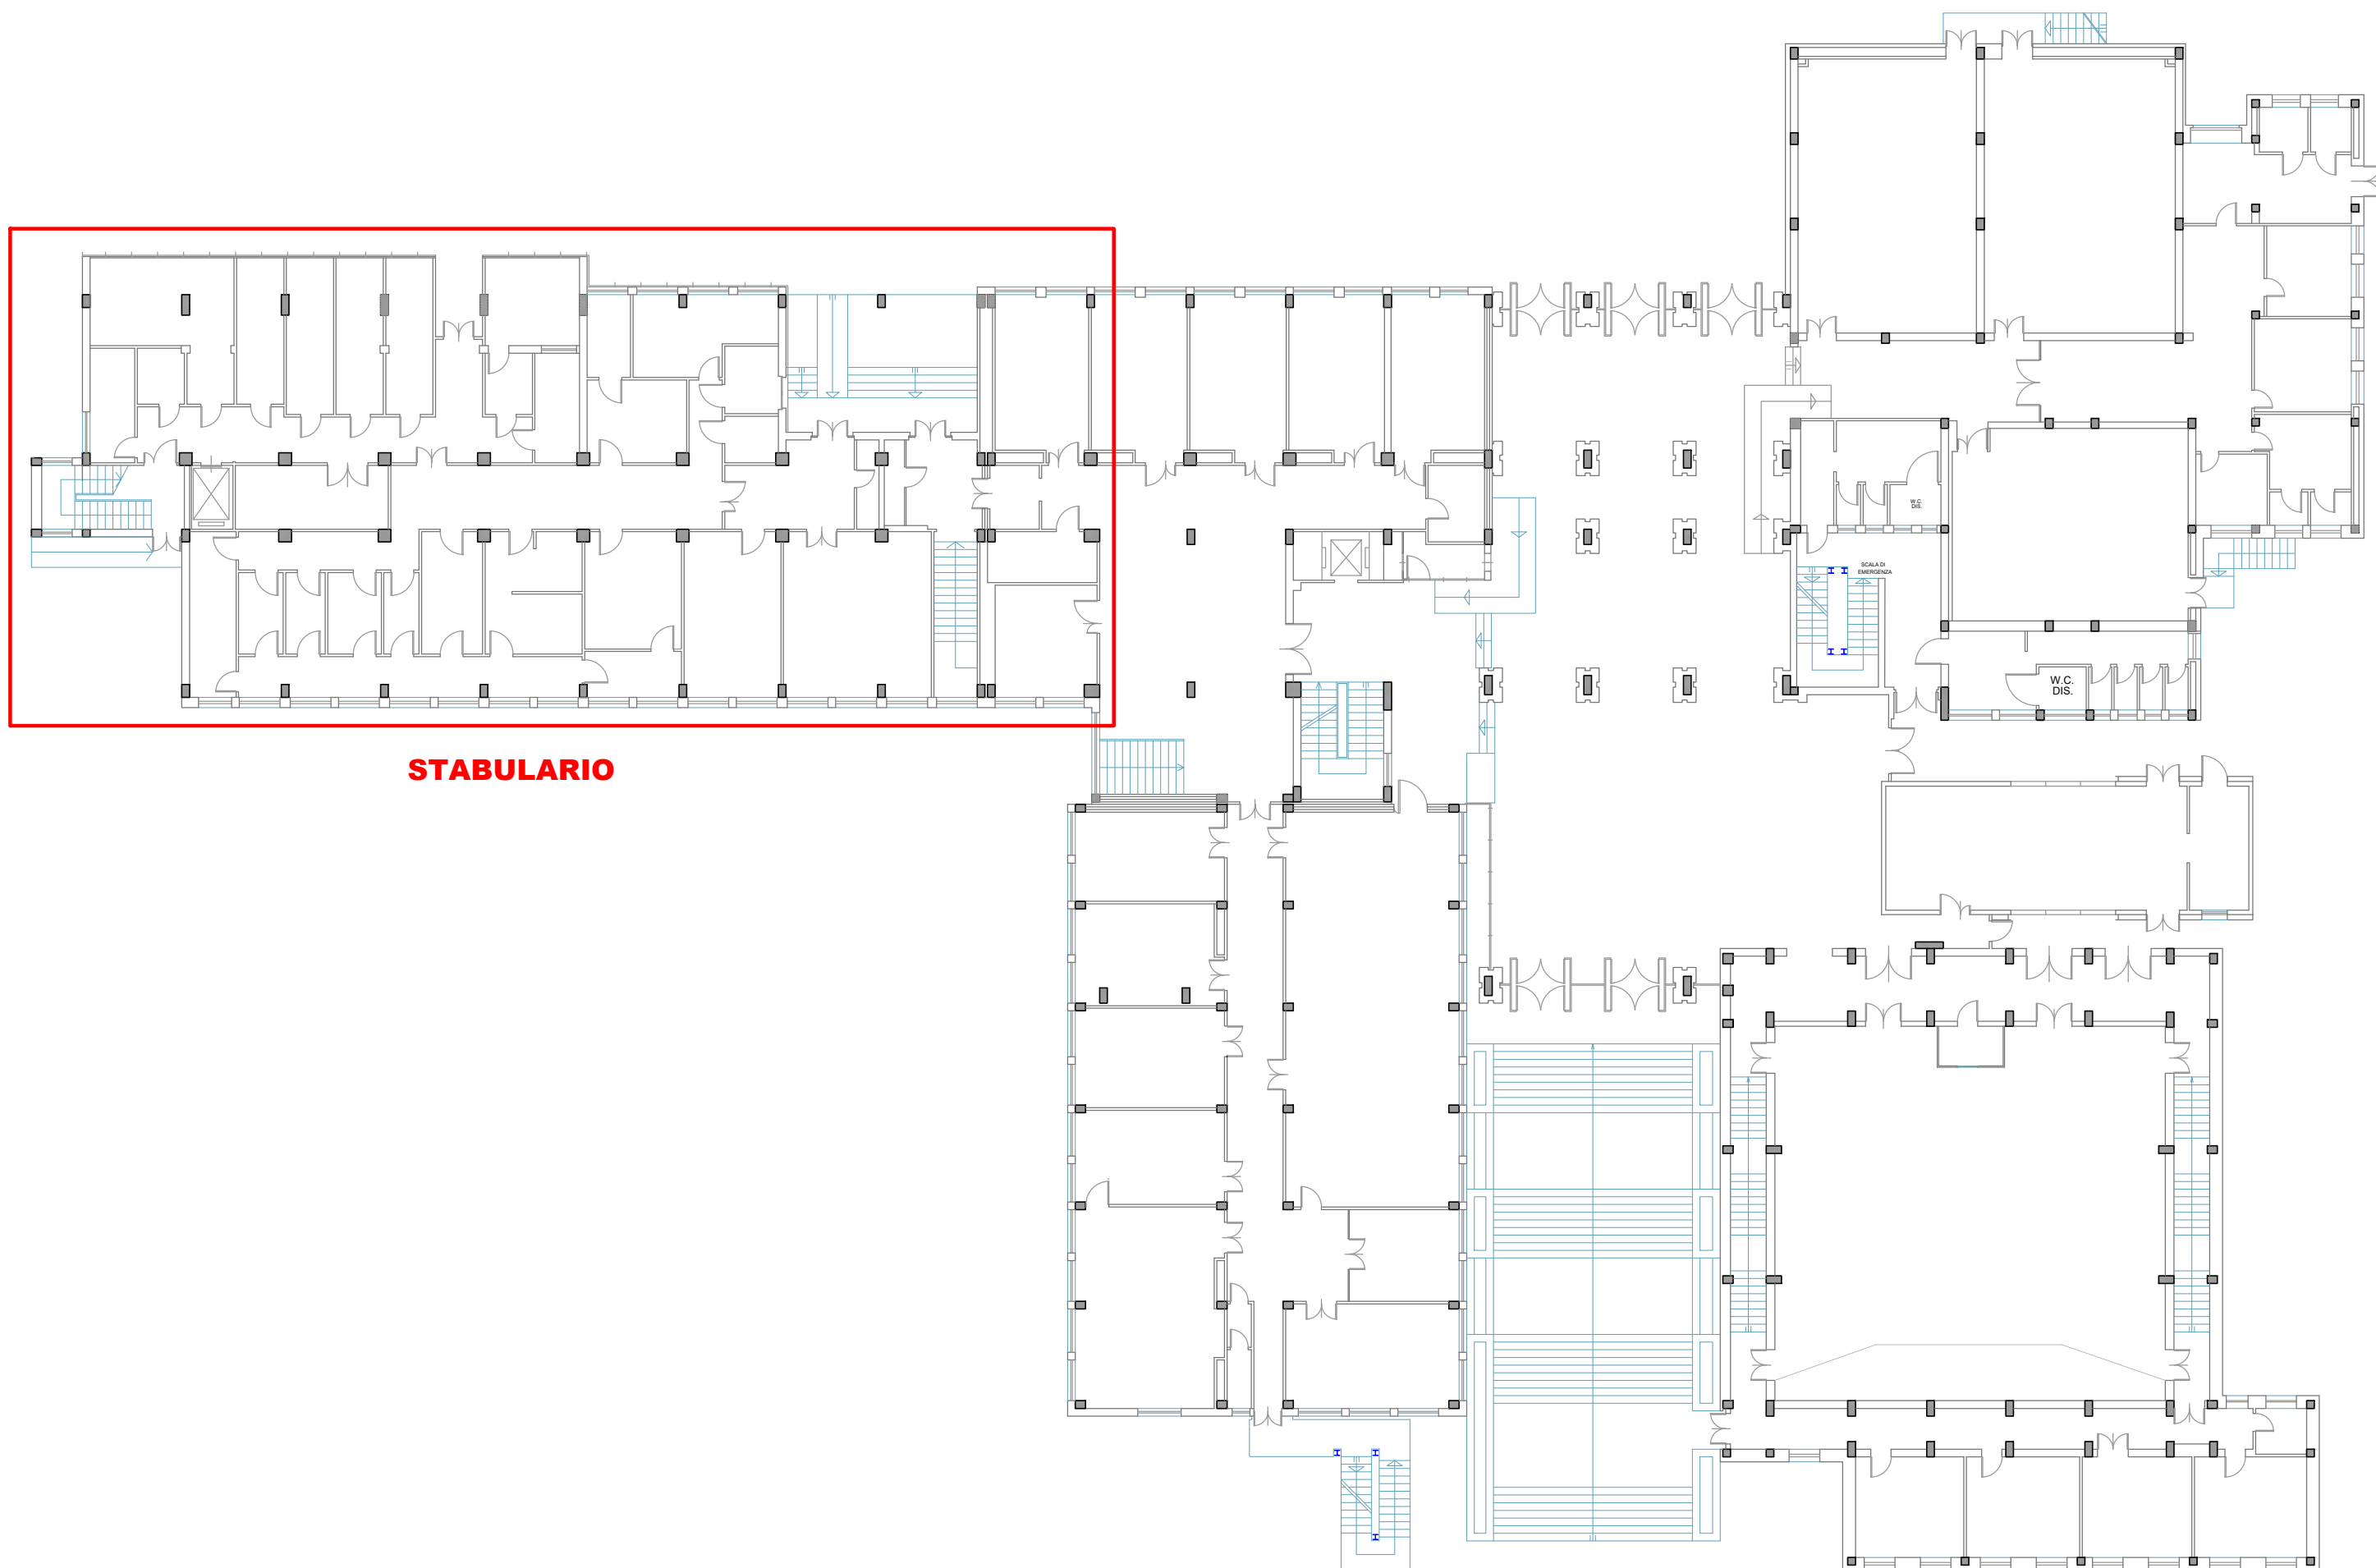 W.C.
DIS.
SCALA DI
EMERGENZA
W.C.
DIS.
STABULARIO